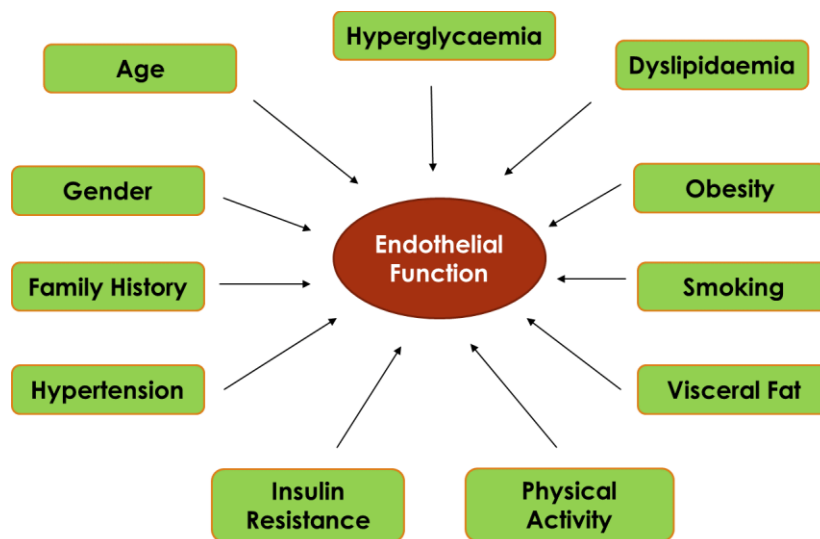 Hyperglycaemia
Age
Dyslipidaemia
Gender
Obesity
Endothelial
Function
Family History
Smoking
Hypertension
Visceral Fat
Insulin
Resistance
Physical
Activity